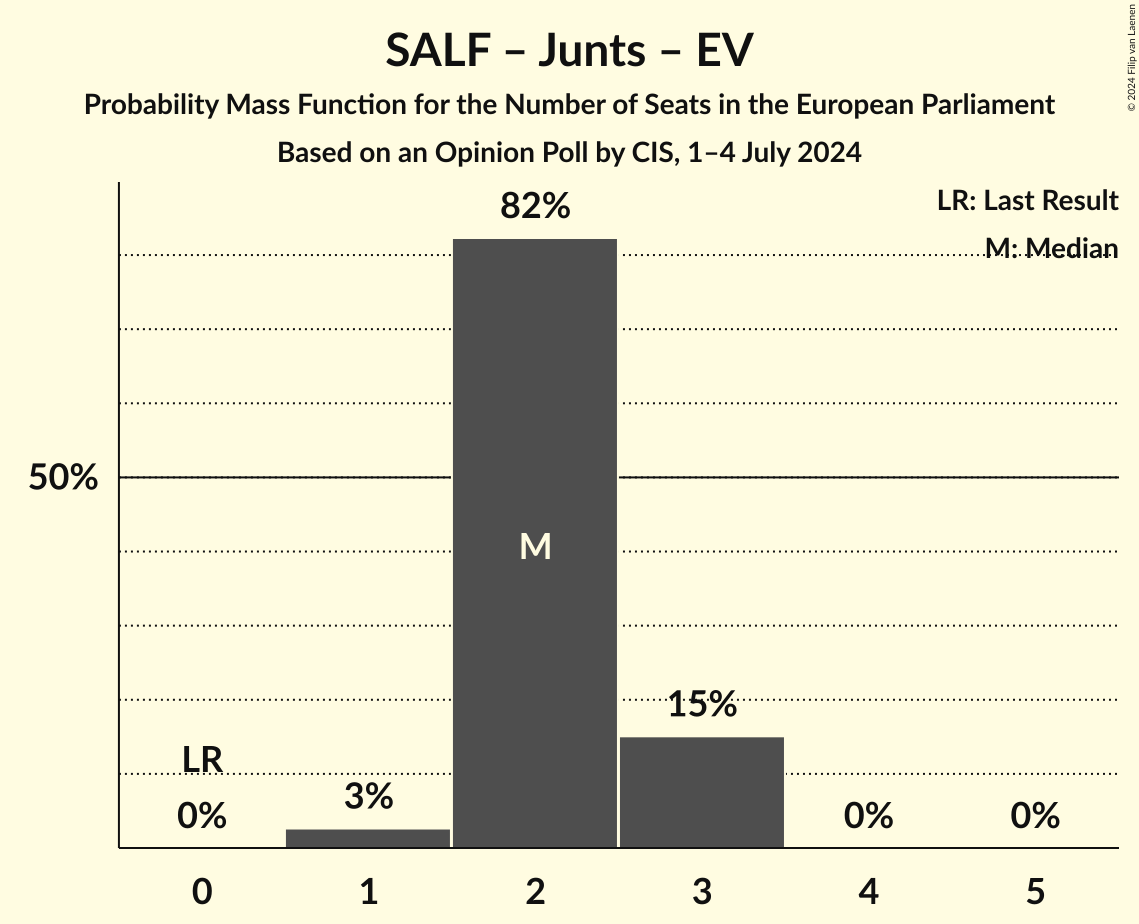 SALF – Junts – EV
Probability Mass Function for the Number of Seats in the European Parliament
Based on an Opinion Poll by CIS, 1–4 July 2024
© 2024 Filip van Laenen
LR: Last Result
M: Median
82%
50%
M
15%
LR
3%
0%
0%
0%
0
1
2
3
4
5